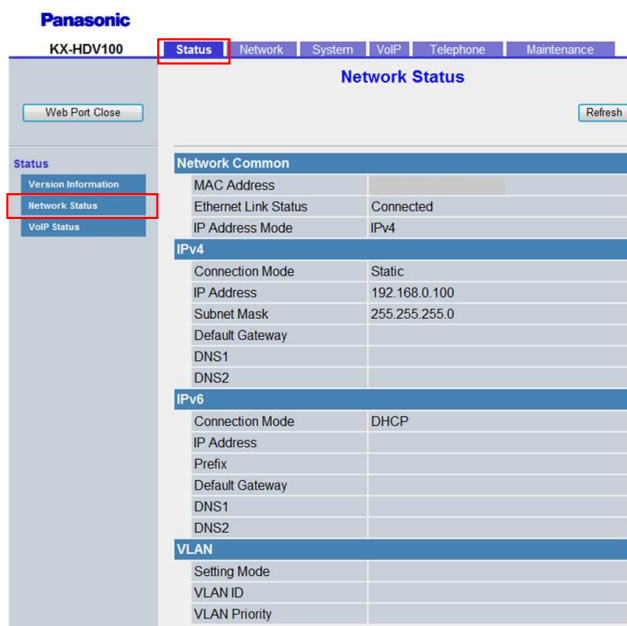 Panasonic
KX-HDV100 Status Network System VoIP Telephone Maintenance
Network Status
Web Port Close Refresh
Status
Version Information
Network Status
VoIP Status
Network Common
MAC Address
Ethernet Link Status Connected
IP Address Mode IPv4
IPv4
Connection Mode Static
IP Address 192.168.0.100
Subnet Mask 255.255.255.0
Default Gateway
DNS1
DNS2
IPv6
Connection Mode DHCP
IP Address
Prefix
Default Gateway
DNS1
DNS2
VLAN
Setting Mode
VLAN ID
VLAN Priority